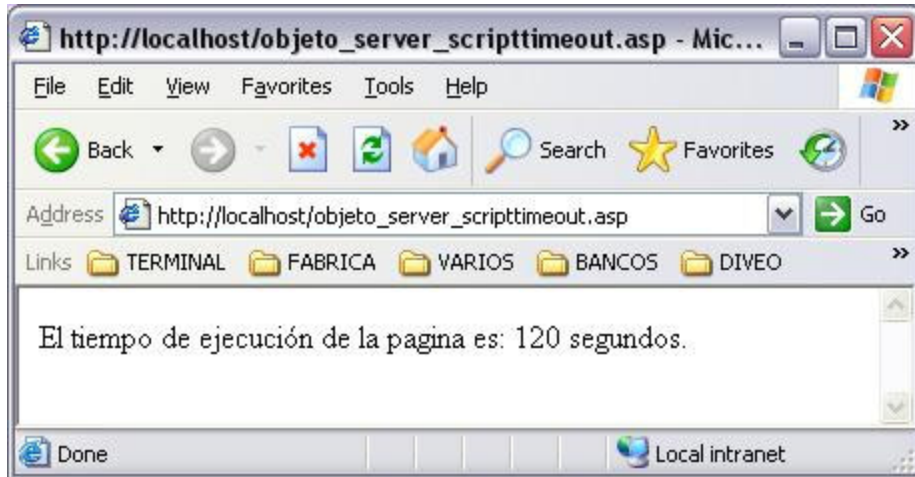 http://localhost/objeto_server_scripttimeout.asp - Mic...
File Edit View Favorites Tools Help
Back Search Favorites »
Address http://localhost/objeto_server_scripttimeout.asp Go
Links TERMINAL FABRICA VARIOS BANCOS DIVEO »
El tiempo de ejecución de la pagina es: 120 segundos.
Done Local intranet